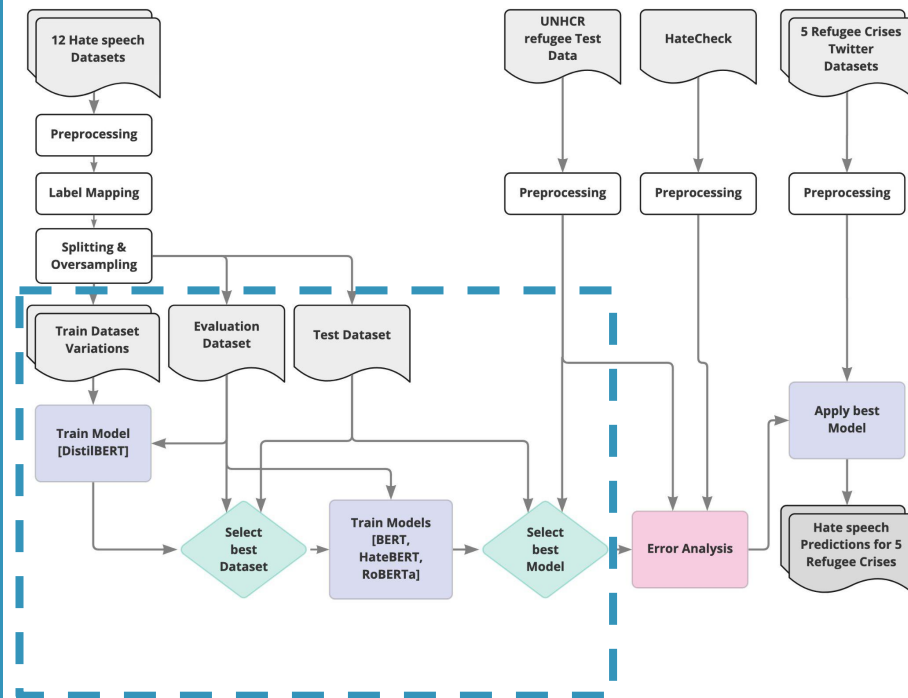 12 Hate speech
Datasets
UNHCR
refugee Test
Data
HateCheck
5 Refugee Crises
Twitter
Datasets
Preprocessing
Label Mapping
Preprocessing
Preprocessing
Preprocessing
Splitting &
Oversampling
Train Dataset
Variations
Evaluation
Dataset
Test Dataset
Train Model
[DistilBERT]
Apply best
Model
Select
best
Dataset
Train Models
[BERT,
HateBERT,
RoBERTa]
Select
best
Model
Error Analysis
Hate speech
Predictions for 5
Refugee Crises